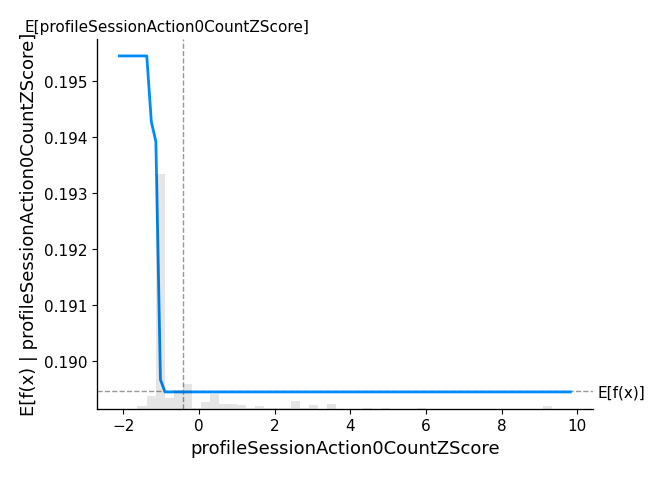 E[profileSessionAction0CountZScore]
E[f(x) | profileSessionAction0CountZScore]
0.195
0.194
0.193
0.192
0.191
0.190
E[f(x)]
−2 0 2 4 6 8 10
profileSessionAction0CountZScore